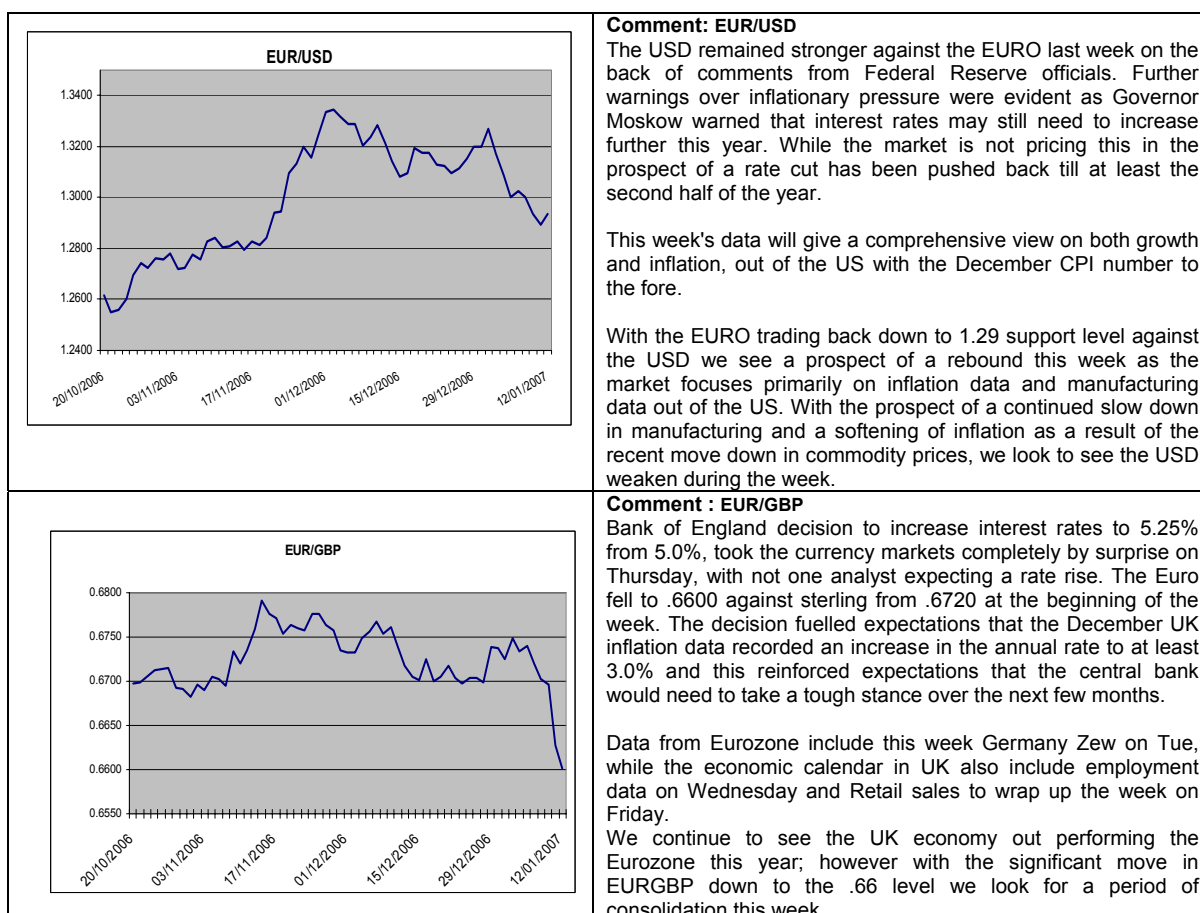 EUR/USD
1.3400
1.3200
1.3000
1.2800
1.2600
1.2400
20/10/2006
03/11/2006
17/11/2006
01/12/2006
15/12/2006
29/12/2006
12/01/2007
Comment: EUR/USD
The USD remained stronger against the EURO last week on the
back of comments from Federal Reserve officials. Further
warnings over inflationary pressure were evident as Governor
Moskow warned that interest rates may still need to increase
further this year. While the market is not pricing this in the
prospect of a rate cut has been pushed back till at least the
second half of the year.
This week's data will give a comprehensive view on both growth
and inflation, out of the US with the December CPI number to
the fore.
With the EURO trading back down to 1.29 support level against
the USD we see a prospect of a rebound this week as the
market focuses primarily on inflation data and manufacturing
data out of the US. With the prospect of a continued slow down
in manufacturing and a softening of inflation as a result of the
recent move down in commodity prices, we look to see the USD
weaken during the week.
EUR/GBP
0.6800
0.6750
0.6700
0.6650
0.6600
0.6550
20/10/2006
03/11/2006
17/11/2006
01/12/2006
15/12/2006
29/12/2006
12/01/2007
Comment : EUR/GBP
Bank of England decision to increase interest rates to 5.25%
from 5.0%, took the currency markets completely by surprise on
Thursday, with not one analyst expecting a rate rise. The Euro
fell to .6600 against sterling from .6720 at the beginning of the
week. The decision fuelled expectations that the December UK
inflation data recorded an increase in the annual rate to at least
3.0% and this reinforced expectations that the central bank
would need to take a tough stance over the next few months.
Data from Eurozone include this week Germany Zew on Tue,
while the economic calendar in UK also include employment
data on Wednesday and Retail sales to wrap up the week on
Friday.
We continue to see the UK economy out performing the
Eurozone this year; however with the significant move in
EURGBP down to the .66 level we look for a period of
consolidation this week